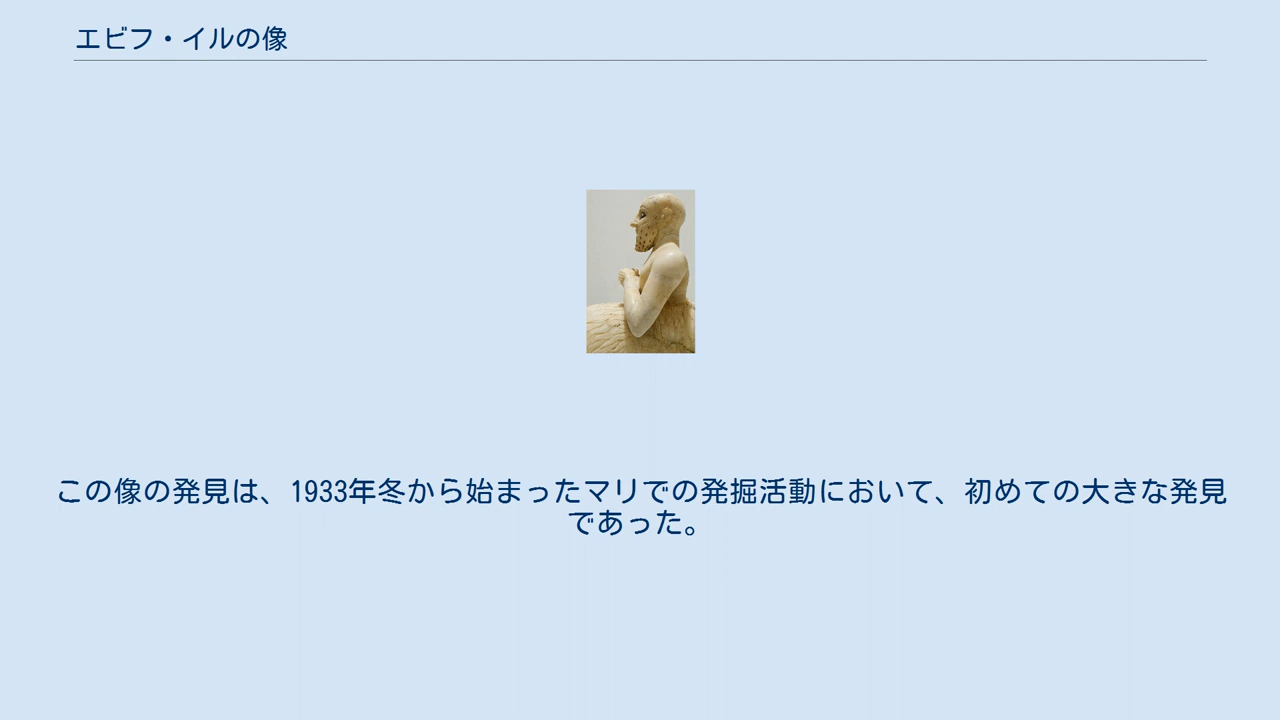 エビフ・イルの像
この像の発見は、1933年冬から始まったマリでの発掘活動において、初めての大きな発見
であった。